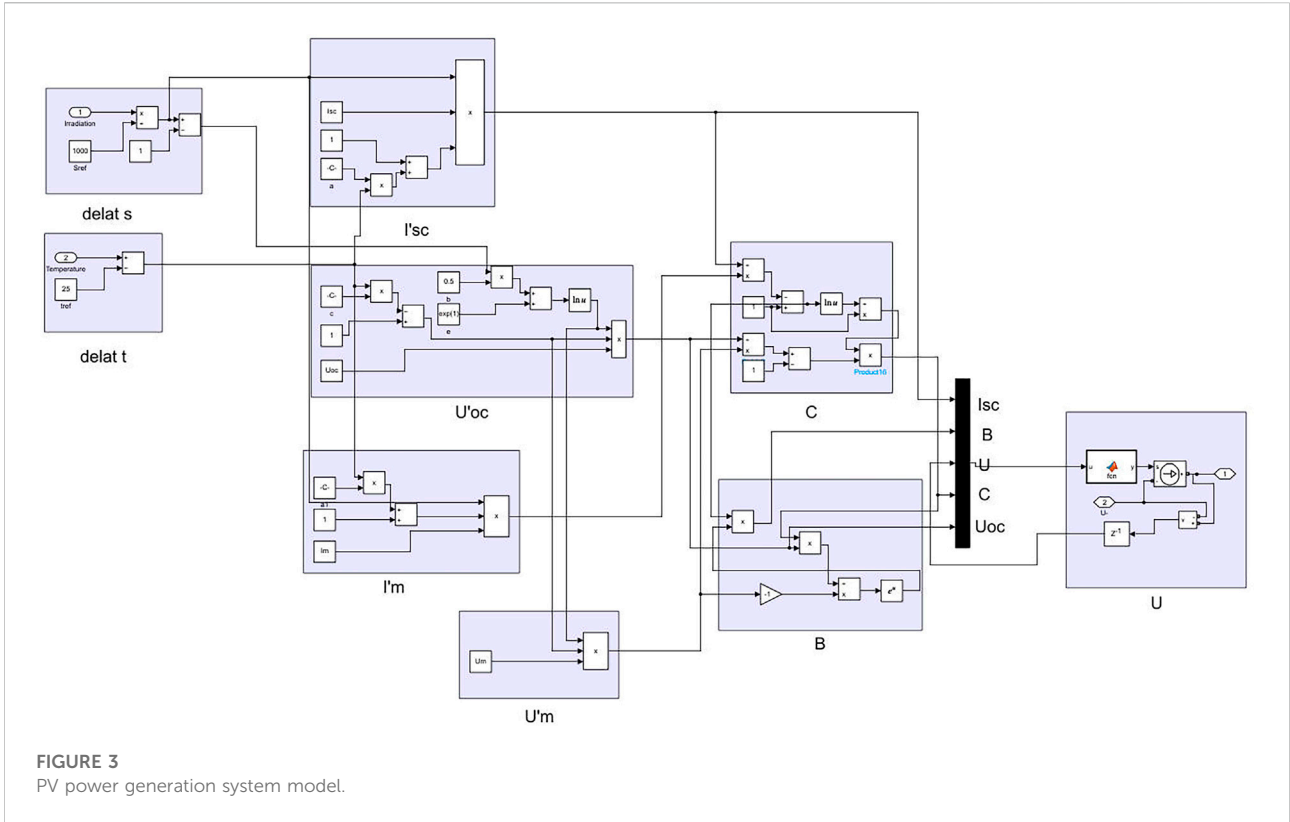 1
Irradiation
1000
Sref
1
delat s
2
Temperature
25
tref
delat t
Isc
1
-C-
a
x
I'sc
-C-
c
1
Uoc
0.5
b
exp(1)
e
ln u
x
U'oc
-C-
a1
1
Im
x
I'm
Um
x
U'm
1
ln u
1
x
Product16
C
x
x
-1
eᵘ
B
Isc
B
U
C
Uoc
u
y
fcn
s
1
2
U-
v
Z⁻¹
U
FIGURE 3
PV power generation system model.